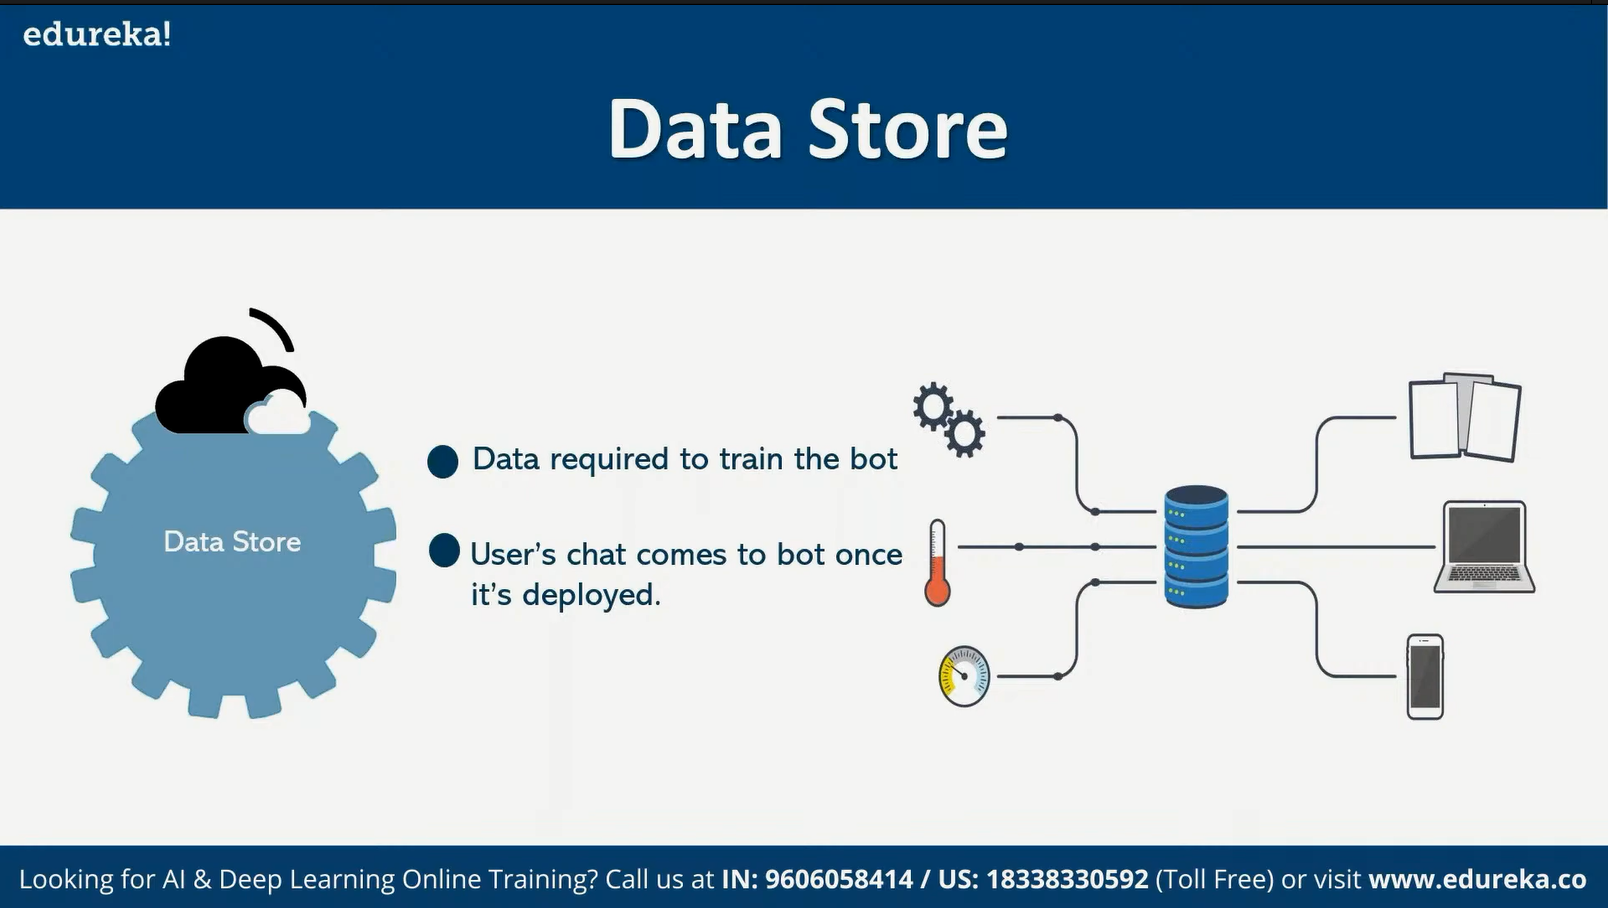 edureka!
Data Store
Data Store
Data required to train the bot
User's chat comes to bot once
it's deployed.
Looking for AI & Deep Learning Online Training? Call us at IN: 9606058414 / US: 18338330592 (Toll Free) or visit www.edureka.co